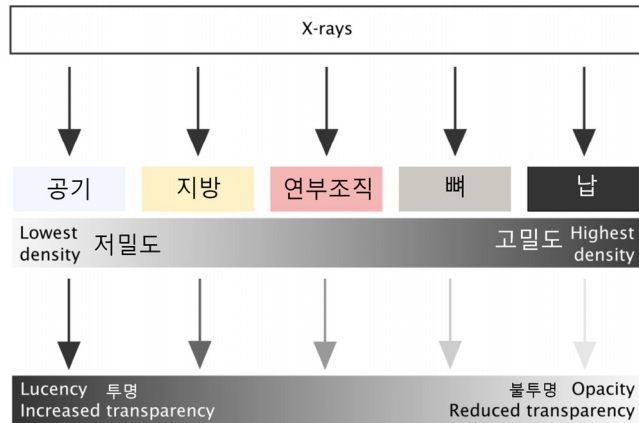 X-rays
공기
지방
연부조직
뼈
납
Lowest
density
저밀도
고밀도
Highest
density
Lucency 투명
Increased transparency
불투명 Opacity
Reduced transparency